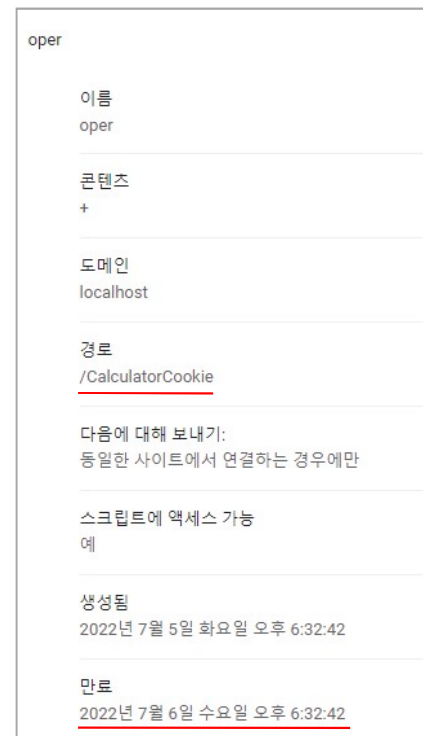 oper
이름
oper
콘텐츠
+
도메인
localhost
경로
/CalculatorCookie
다음에 대해 보내기:
동일한 사이트에서 연결하는 경우에만
스크립트에 액세스 가능
예
생성됨
2022년 7월 5일 화요일 오후 6:32:42
만료
2022년 7월 6일 수요일 오후 6:32:42